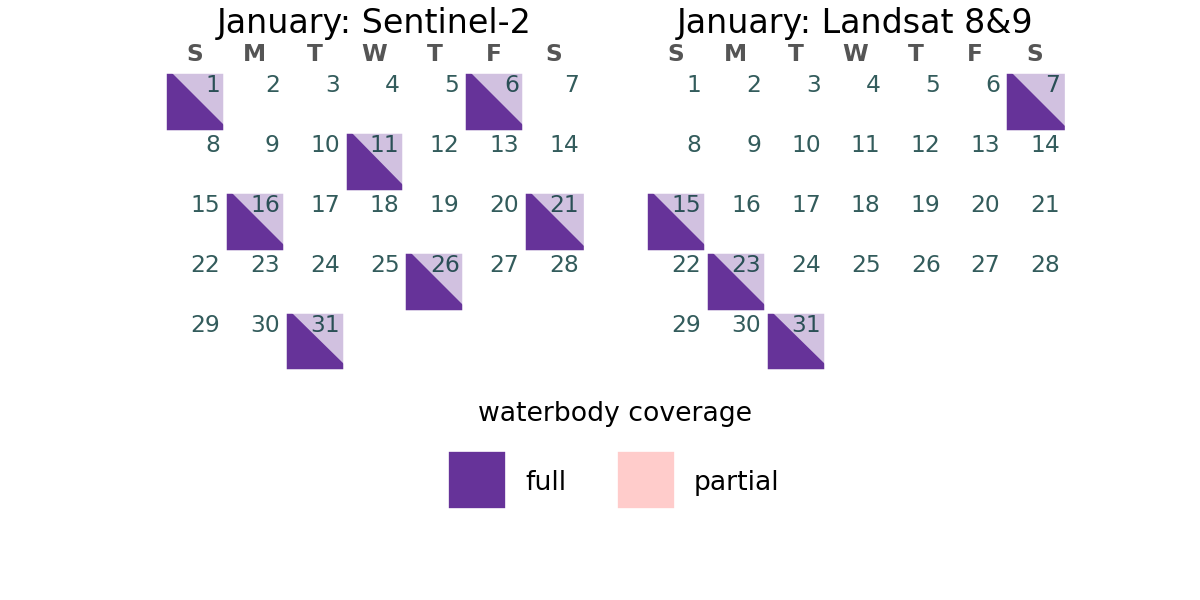 January: Sentinel-2
S M T W T F S
1 2 3 4 5 6 7
8 9 10 11 12 13 14
15 16 17 18 19 20 21
22 23 24 25 26 27 28
29 30 31
January: Landsat 8&9
S M T W T F S
1 2 3 4 5 6 7
8 9 10 11 12 13 14
15 16 17 18 19 20 21
22 23 24 25 26 27 28
29 30 31
waterbody coverage
full
partial